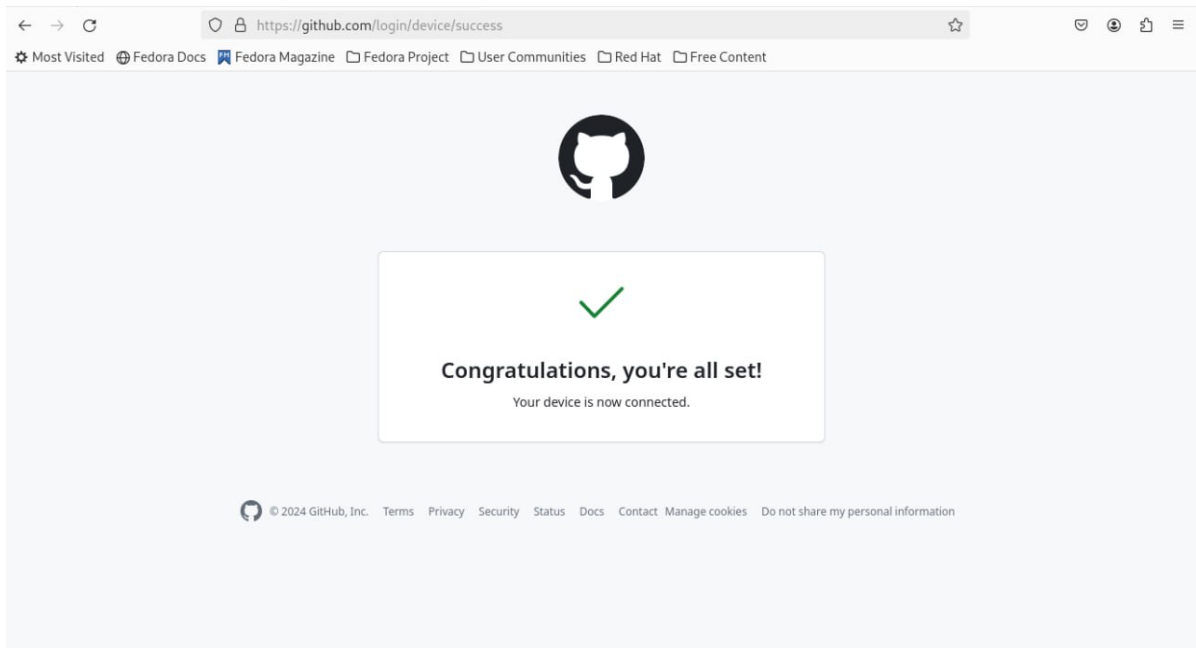 https://github.com/login/device/success
Most Visited Fedora Docs FM Fedora Magazine Fedora Project User Communities Red Hat Free Content
Congratulations, you're all set!
Your device is now connected.
© 2024 GitHub, Inc. Terms Privacy Security Status Docs Contact Manage cookies Do not share my personal information